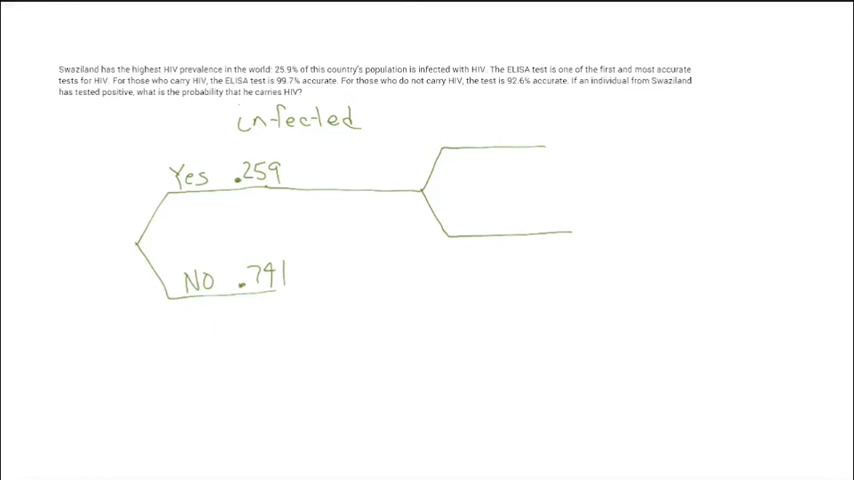 Swaziland has the highest HIV prevalence in the world: 25.9% of this country's population is infected with HIV. The ELISA test is one of the first and most accurate
tests for HIV. For those who carry HIV, the ELISA test is 99.7% accurate. For those who do not carry HIV, the test is 92.6% accurate. If an individual from Swaziland
has tested positive, what is the probability that he carries HIV?
infected
Yes .259
NO .741